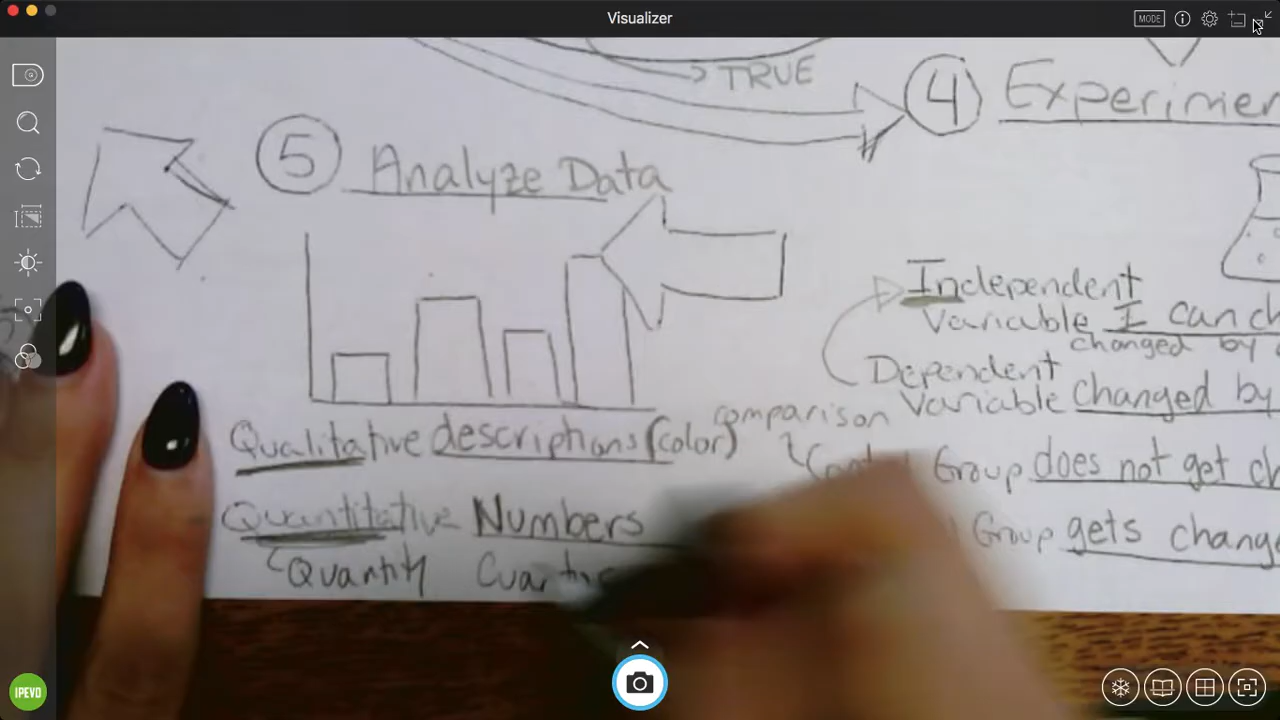 Visualizer
MODE
TRUE
④ Experimen
⑤ Analyze Data
Independent
Variable I can ch
changed by
Dependent
Variable changed by
Qualitative descriptions (color)
comparison
Group does not get ch
Quantitative Numbers
Group gets change
Quantity
IPEVO